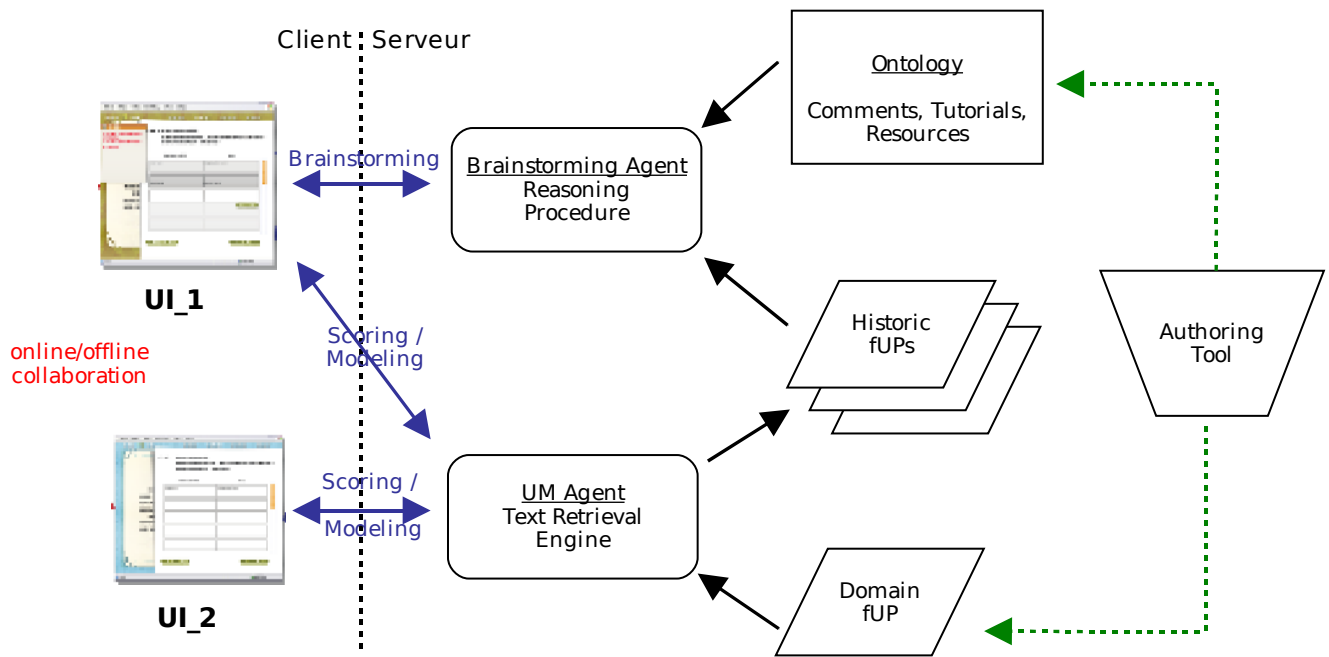 Client
Serveur
Ontology
Comments, Tutorials,
Resources
Brainstorming
Brainstorming Agent
Reasoning
Procedure
UI_1
Scoring /
Modeling
Historic
fUPs
Authoring
Tool
online/offline
collaboration
Scoring /
Modeling
UM Agent
Text Retrieval
Engine
UI_2
Domain
fUP